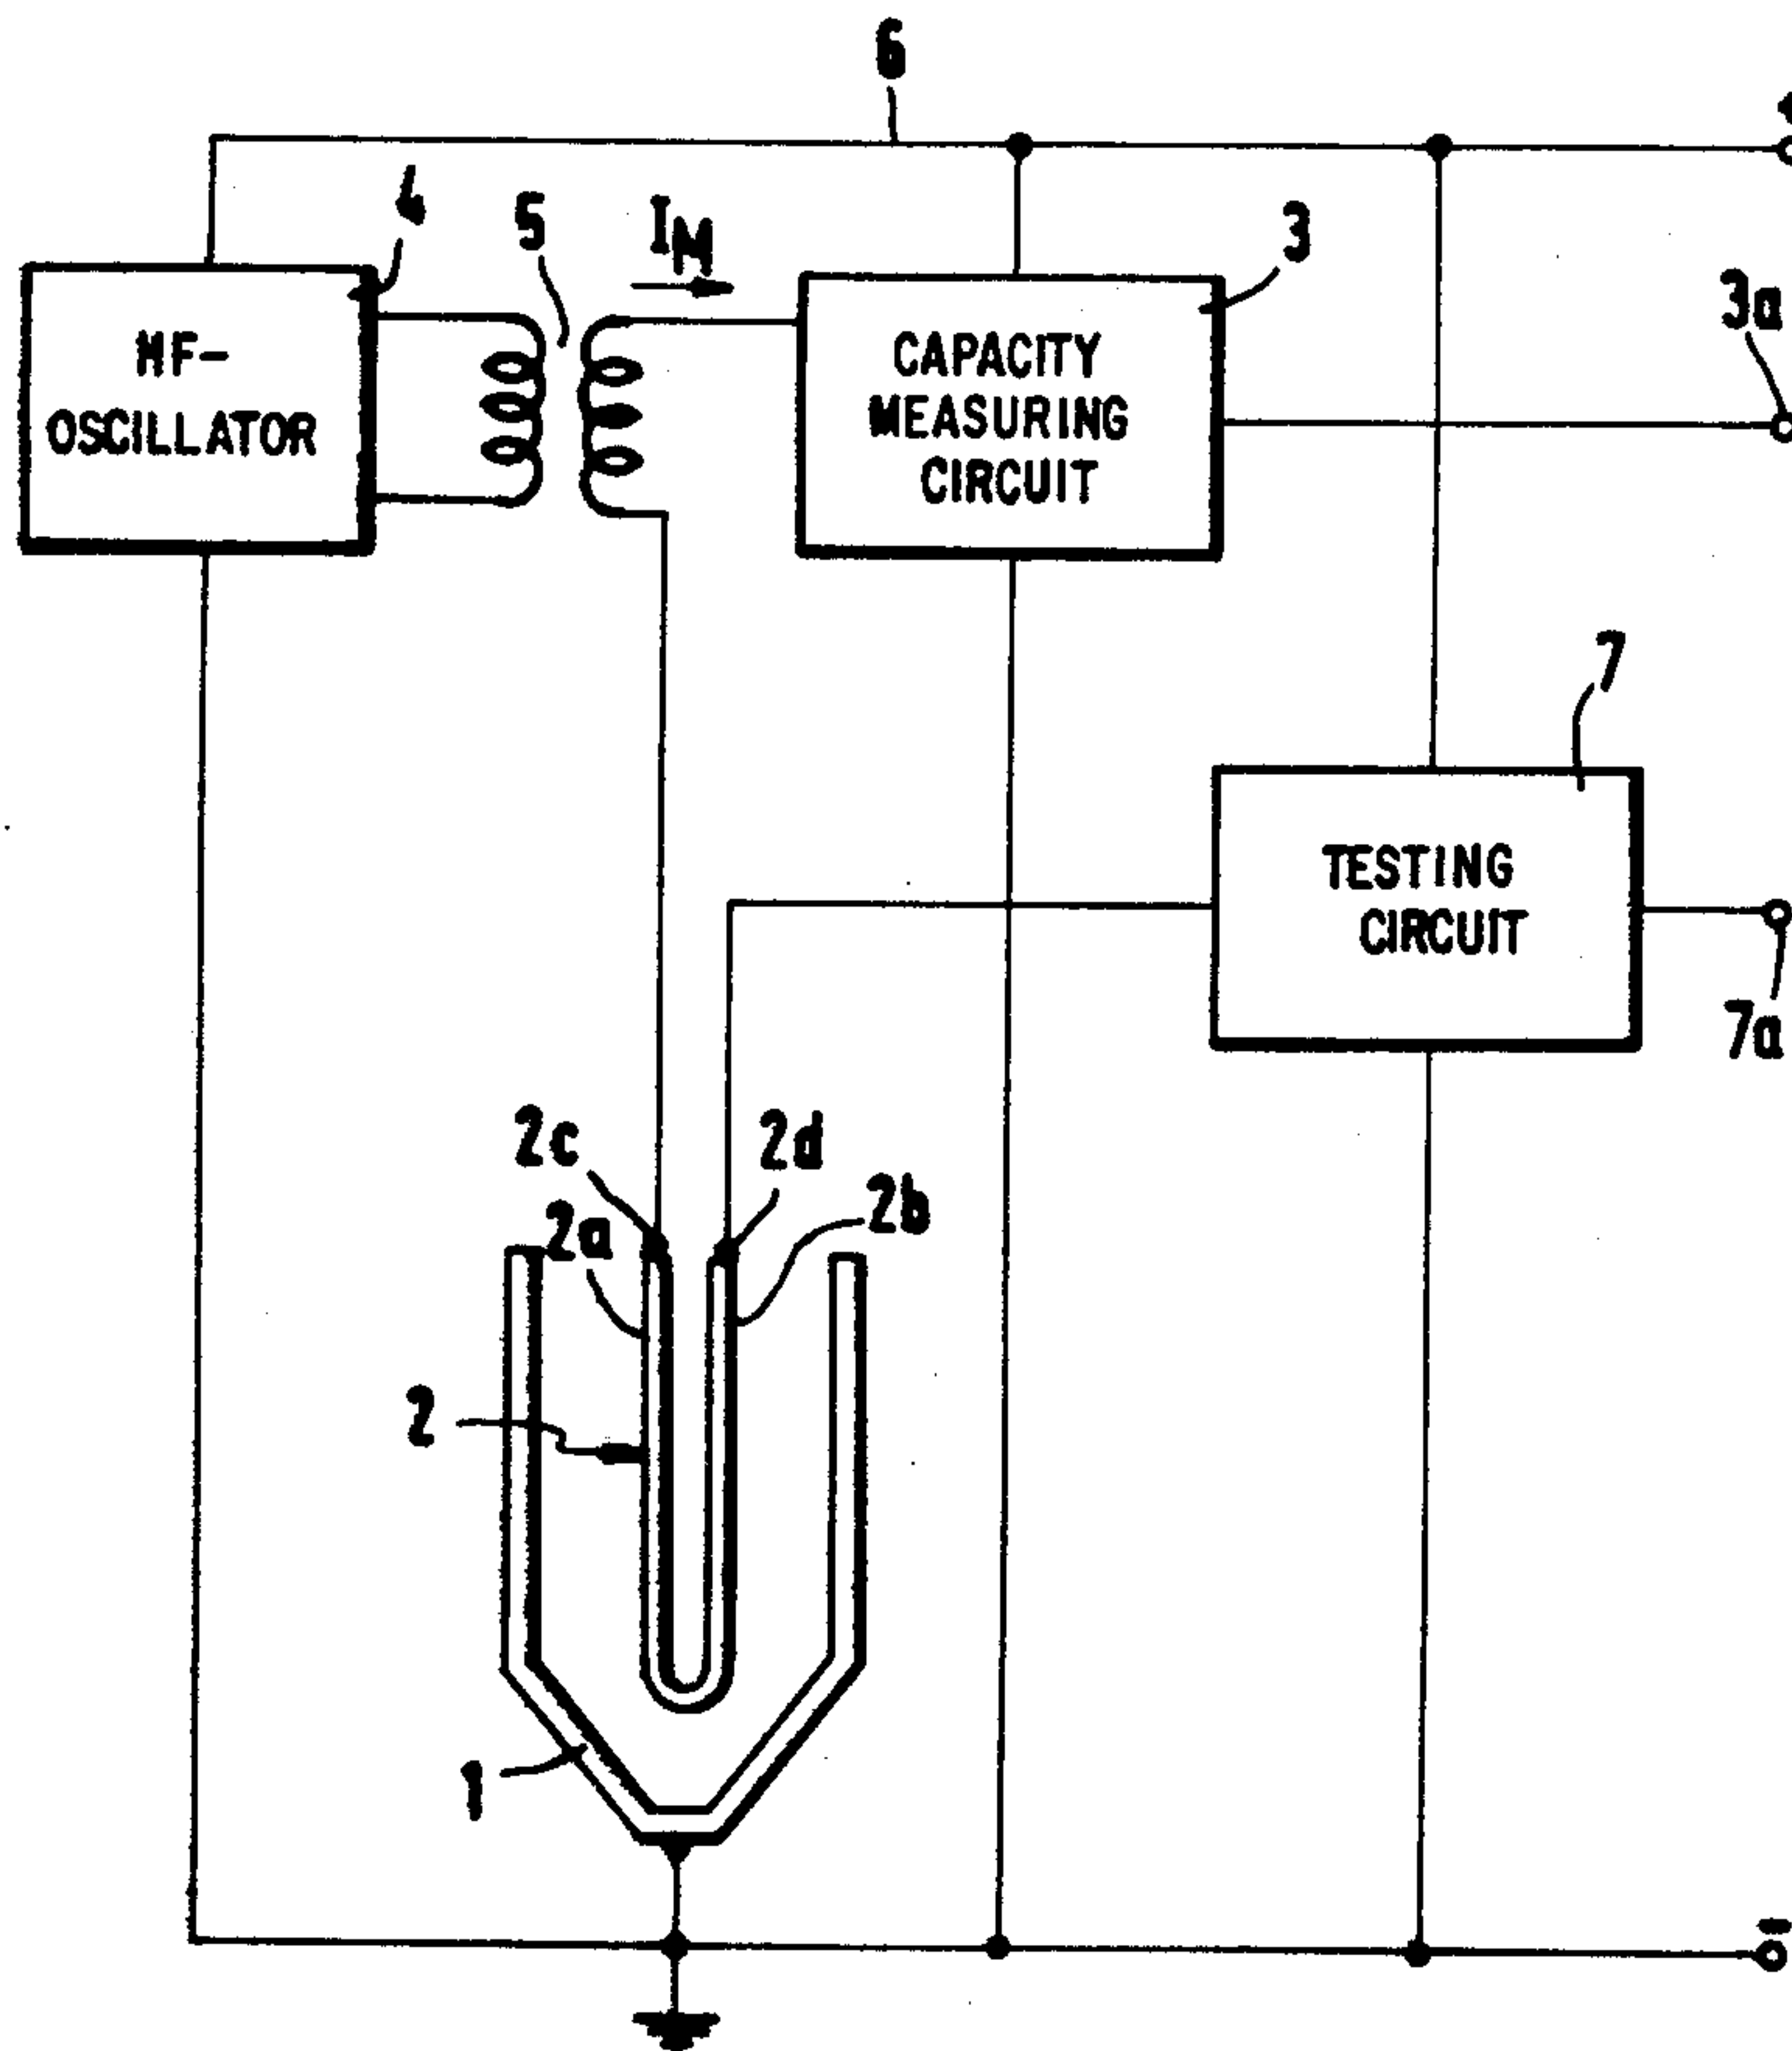 6
4
5
IM
3
3a
HF-
OSCILLATOR
CAPACITY
MEASURING
CIRCUIT
7
TESTING
CIRCUIT
7a
2c
2d
2a
2b
2
1
-